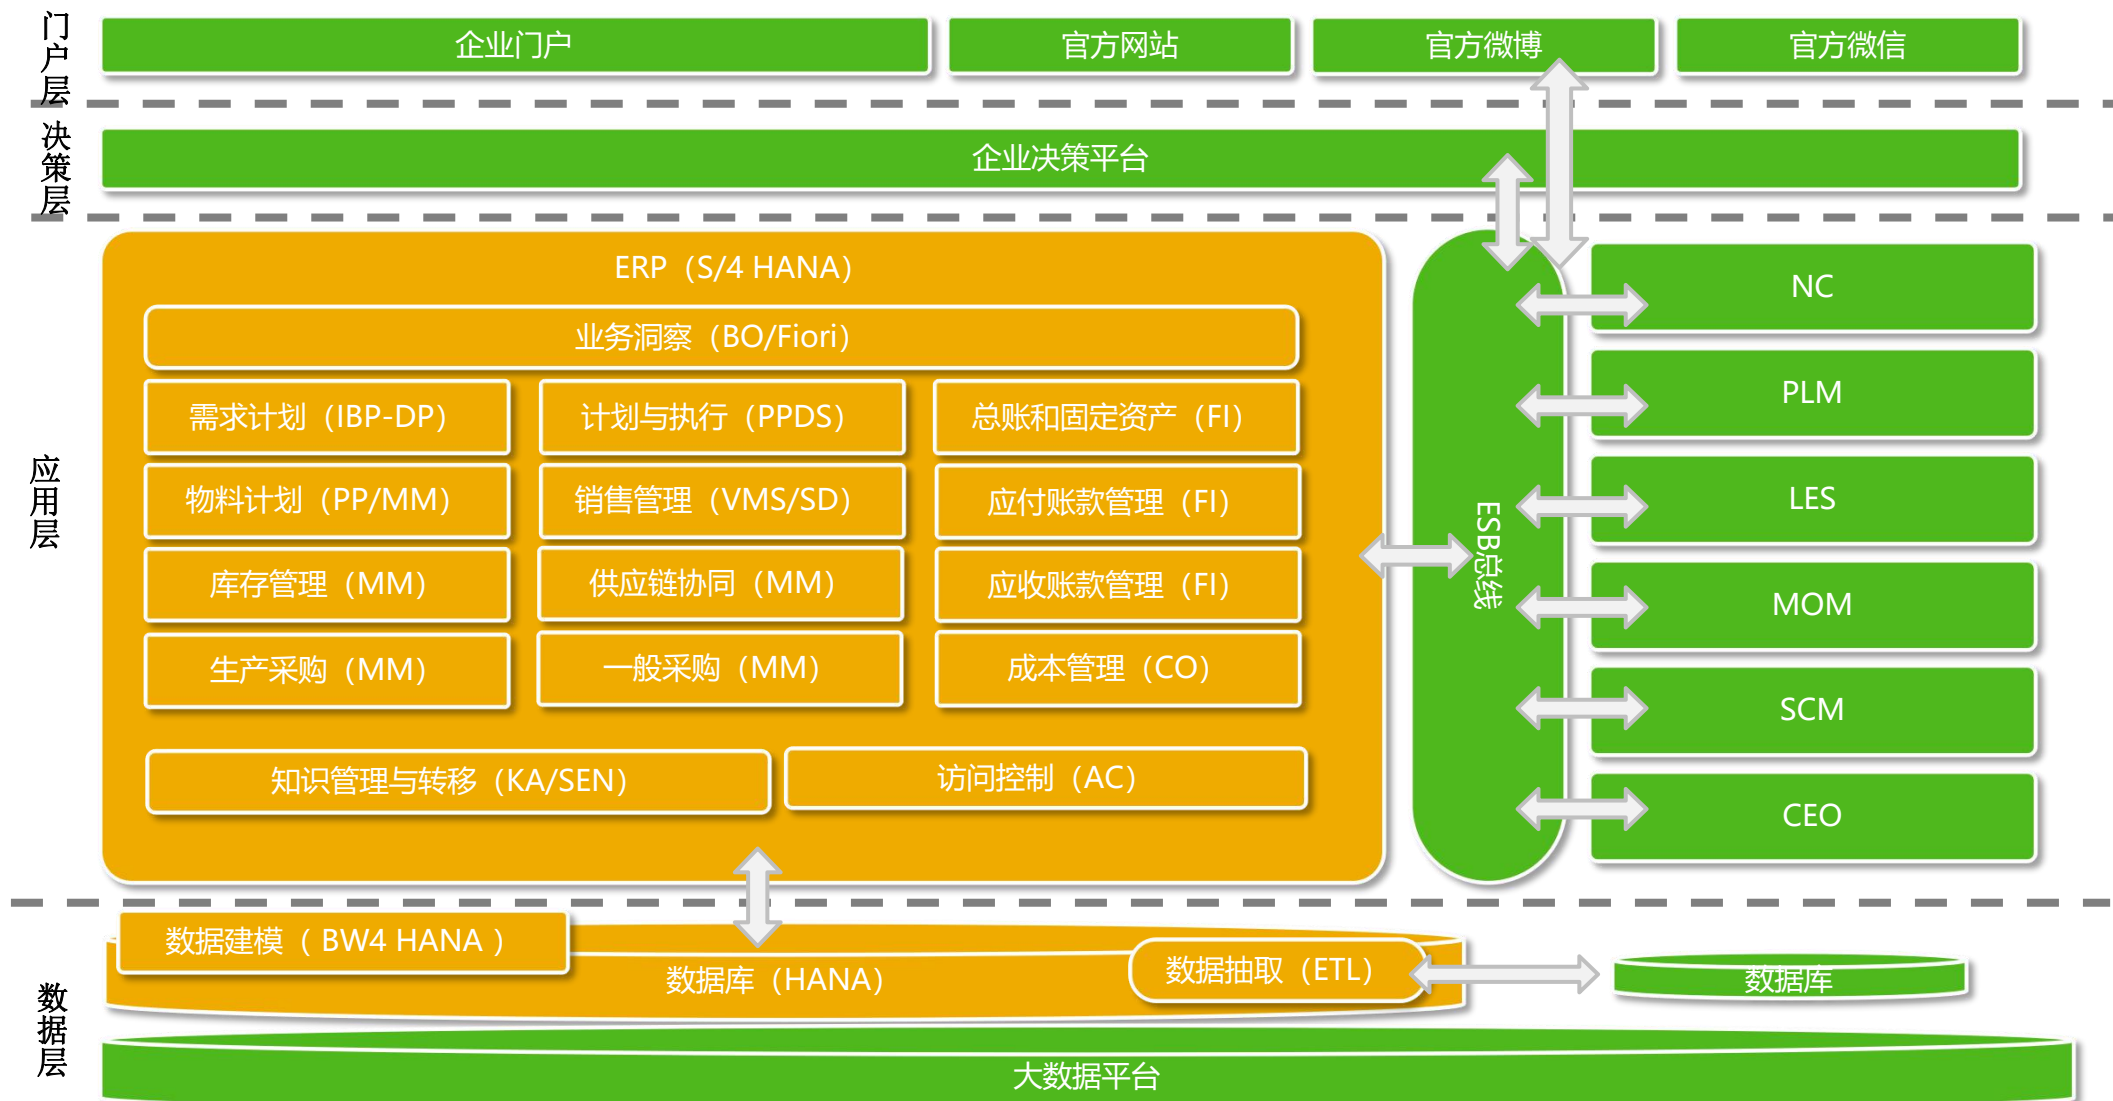 门户层
企业门户
官方网站
官方微博
官方微信
决策层
企业决策平台
应用层
ERP（S/4 HANA）
业务洞察（BO/Fiori）
需求计划（IBP-DP）
计划与执行（PPDS）
总账和固定资产（FI）
物料计划（PP/MM）
销售管理（VMS/SD）
应付账款管理（FI）
库存管理（MM）
供应链协同（MM）
应收账款管理（FI）
生产采购（MM）
一般采购（MM）
成本管理（CO）
知识管理与转移（KA/SEN）
访问控制（AC）
ESB总线
NC
PLM
LES
MOM
SCM
CEO
数据层
数据建模（ BW4 HANA ）
数据库（HANA）
数据抽取（ETL）
数据库
大数据平台